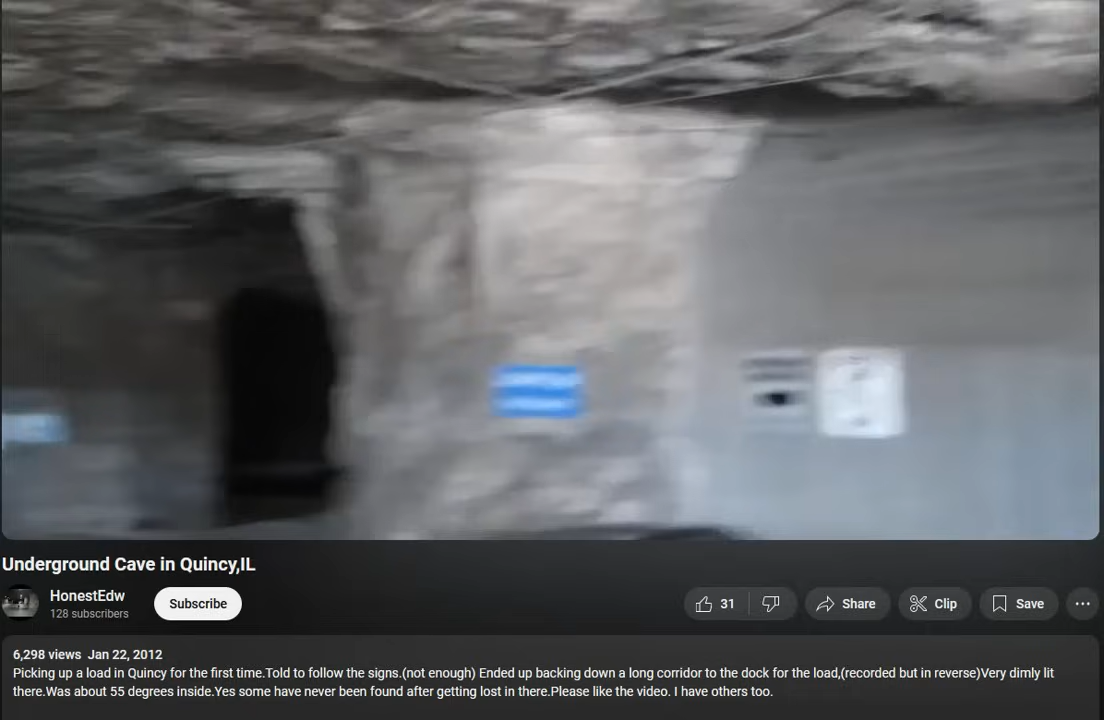 Underground Cave in Quincy,IL
HonestEdw
128 subscribers
Subscribe
31
Share
Clip
Save
6,298 views Jan 22, 2012
Picking up a load in Quincy for the first time.Told to follow the signs.(not enough) Ended up backing down a long corridor to the dock for the load,(recorded but in reverse)Very dimly lit
there.Was about 55 degrees inside.Yes some have never been found after getting lost in there.Please like the video. I have others too.